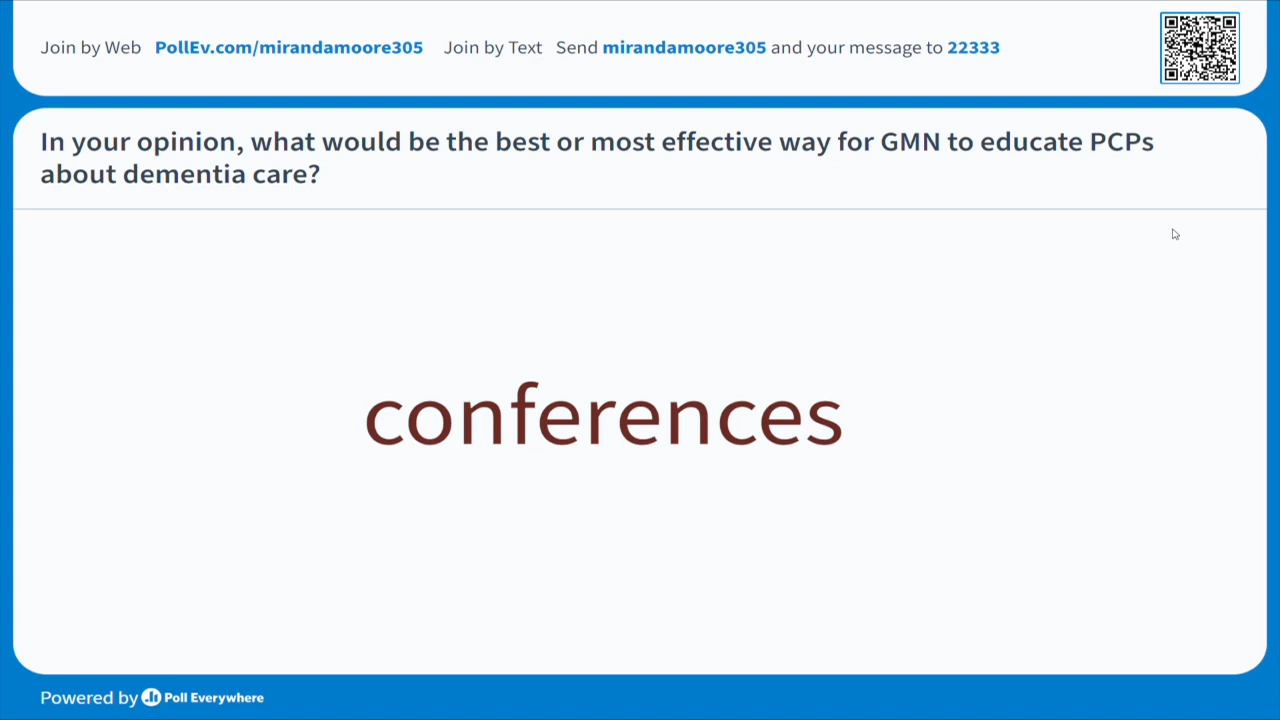 Join by Web PollEv.com/mirandamoore305 Join by Text Send mirandamoore305 and your message to 22333
In your opinion, what would be the best or most effective way for GMN to educate PCPs
about dementia care?
conferences
Powered by Poll Everywhere